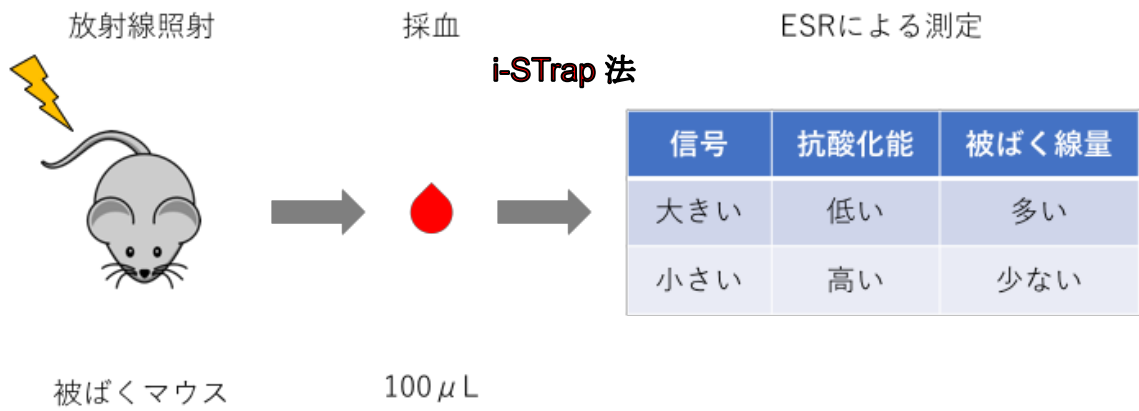 放射線照射
採血
ESRによる測定
i-STrap 法
信号 抗酸化能 被ばく線量
大きい 低い 多い
小さい 高い 少ない
被ばくマウス
100μL